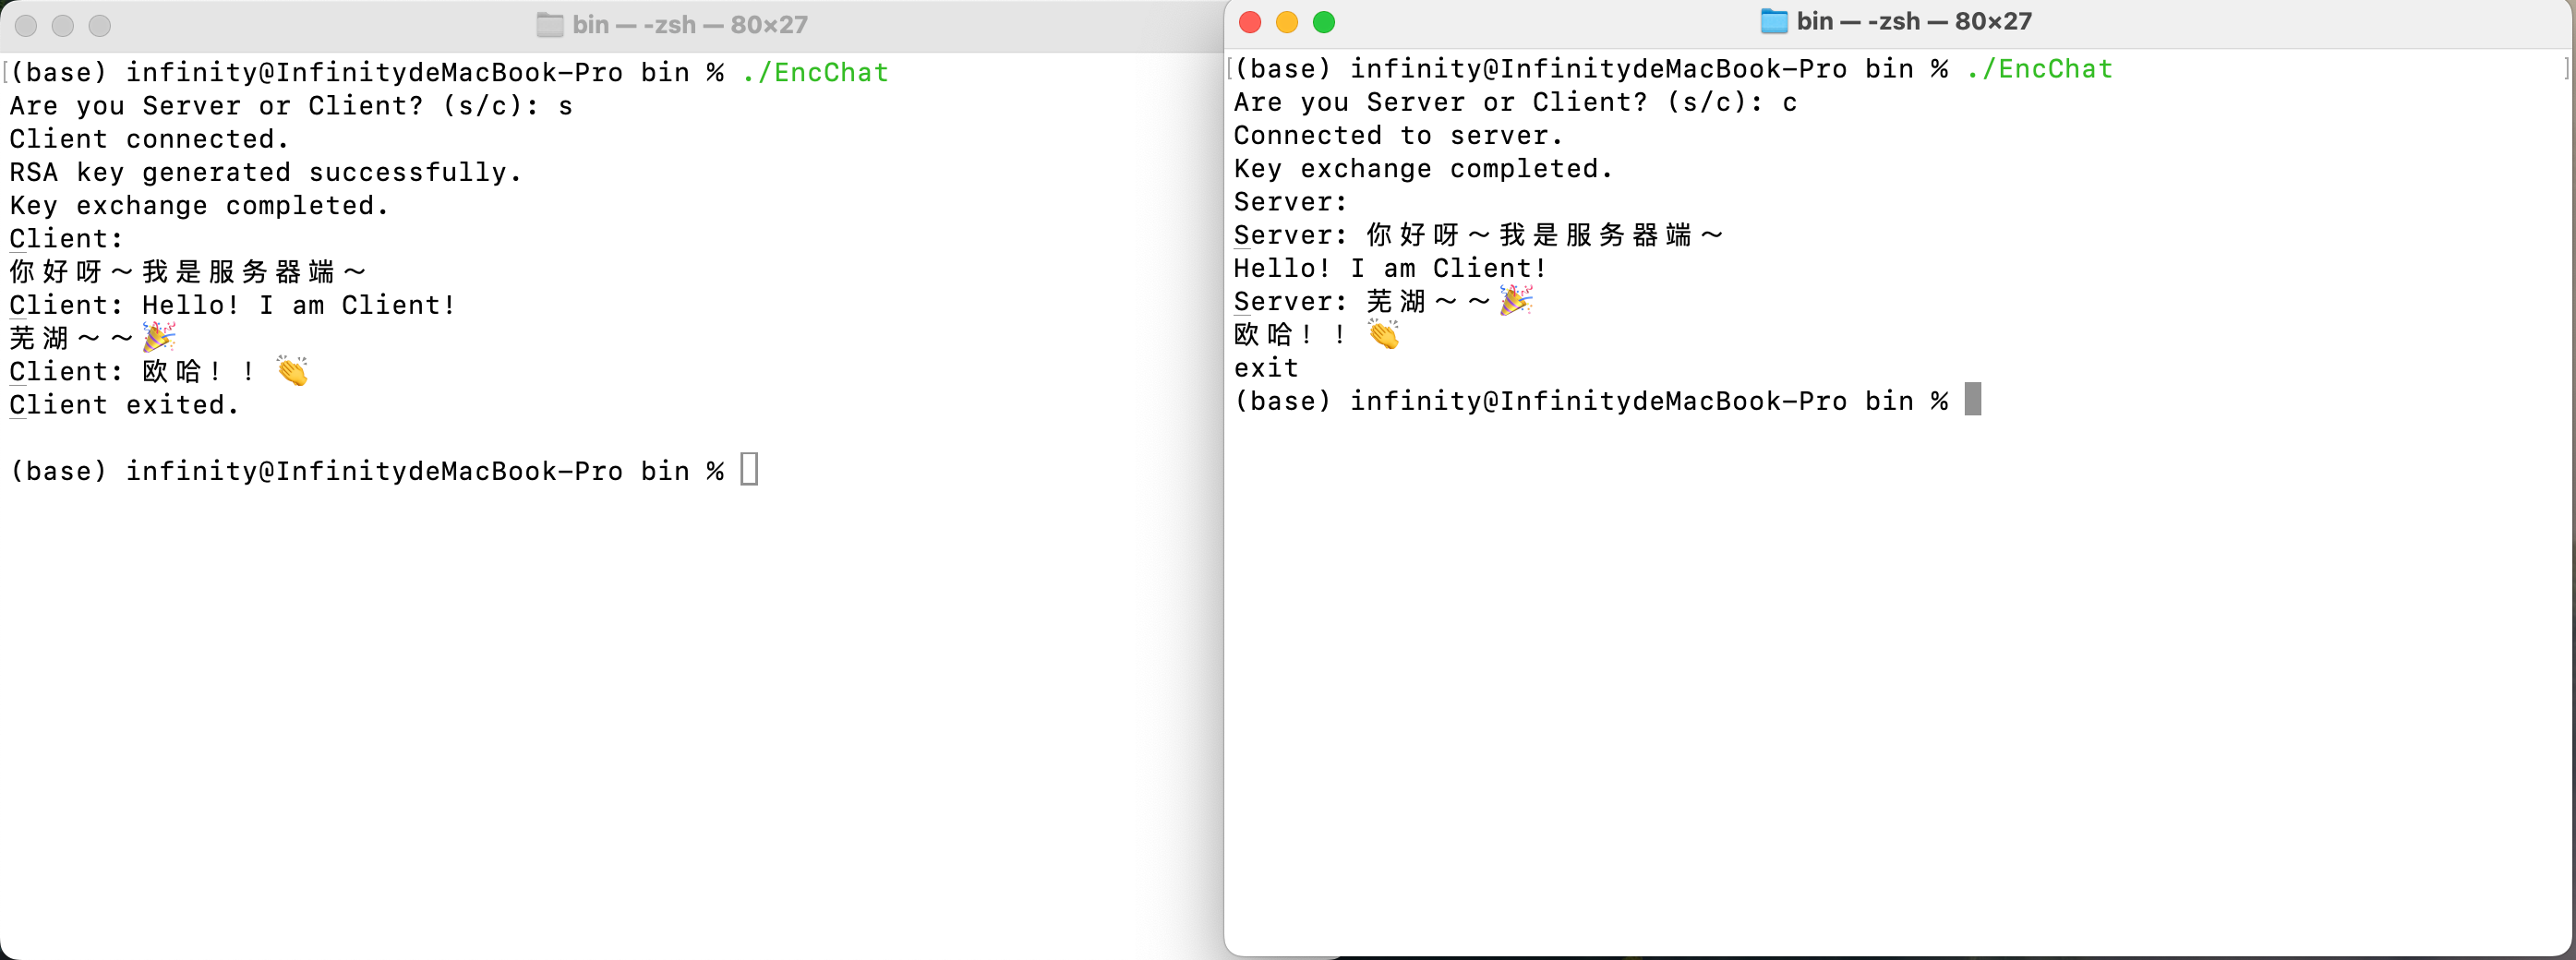 bin — -zsh — 80×27
(base) infinity@InfinitydeMacBook-Pro bin % ./EncChat
Are you Server or Client? (s/c): s
Client connected.
RSA key generated successfully.
Key exchange completed.
Client:
你好呀～我是服务器端～
Client: Hello! I am Client!
芜湖～～🎉
Client: 欧哈！！ 👏
Client exited.
(base) infinity@InfinitydeMacBook-Pro bin %
bin — -zsh — 80×27
(base) infinity@InfinitydeMacBook-Pro bin % ./EncChat
Are you Server or Client? (s/c): c
Connected to server.
Key exchange completed.
Server:
Server: 你好呀～我是服务器端～
Hello! I am Client!
Server: 芜湖～～🎉
欧哈！！ 👏
exit
(base) infinity@InfinitydeMacBook-Pro bin %